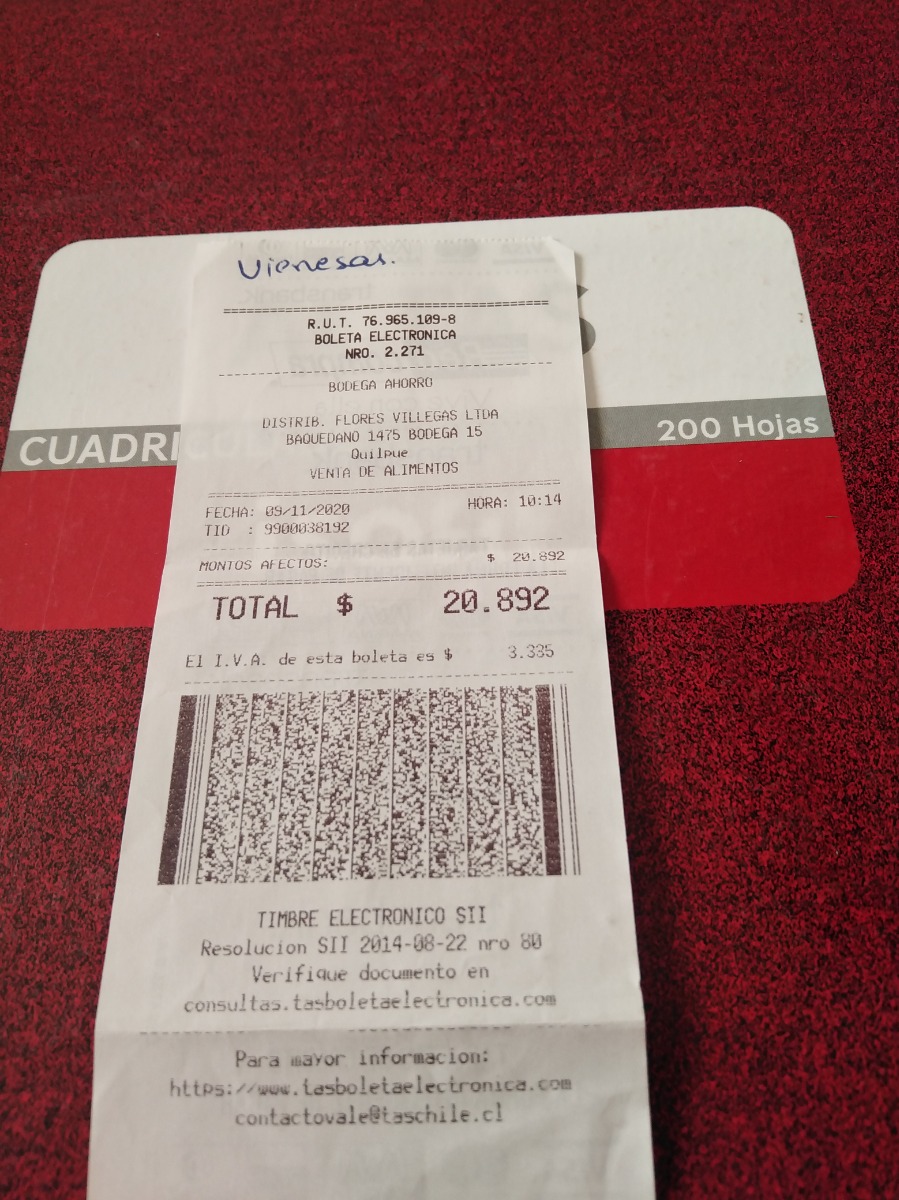 Vienesas.
R.U.T. 76.965.109-8
BOLETA ELECTRONICA
NRO. 2.271
BODEGA AHORRO
DISTRIB. FLORES VILLEGAS LTDA
BAQUEDANO 1475 BODEGA 15
Quilpue
VENTA DE ALIMENTOS
FECHA: 09/11/2020 HORA: 10:14
TID : 9900038192
MONTOS AFECTOS: $ 20.892
TOTAL $ 20.892
El I.V.A. de esta boleta es $ 3.335
TIMBRE ELECTRONICO SII
Resolucion SII 2014-08-22 nro 80
Verifique documento en
consultas.tasboletaelectronica.com
Para mayor informacion:
https://www.tasboletaelectronica.com
contactovale@taschile.cl
CUADRI
200 Hojas